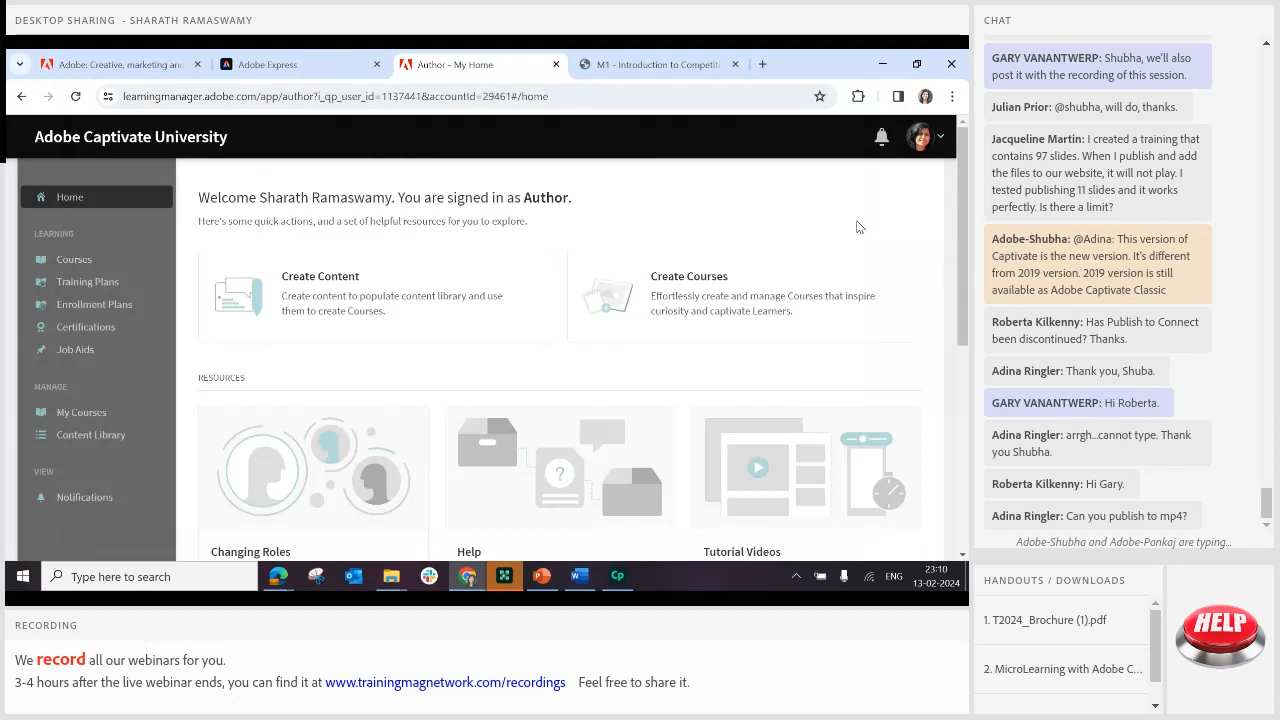 DESKTOP SHARING - SHARATH RAMASWAMY
Adobe: Creative, marketing and
Adobe Express
Author - My Home
M1 - Introduction to Competiti
learningmanager.adobe.com/app/author?i_qp_user_id=1137441&accountId=29461#/home
Adobe Captivate University
Home
LEARNING
Courses
Training Plans
Enrollment Plans
Certifications
Job Aids
MANAGE
My Courses
Content Library
VIEW
Notifications
Welcome Sharath Ramaswamy. You are signed in as Author.
Here's some quick actions, and a set of helpful resources for you to explore.
Create Content
Create content to populate content library and use
them to create Courses.
Create Courses
Effortlessly create and manage Courses that inspire
curiosity and captivate Learners.
RESOURCES
Changing Roles
Help
Tutorial Videos
Type here to search
Cp
ENG
23:10
13-02-2024
RECORDING
We record all our webinars for you.
3-4 hours after the live webinar ends, you can find it at www.trainingmagnetwork.com/recordings Feel free to share it.
CHAT
GARY VANANTWERP: Shubha, we'll also
post it with the recording of this session.
Julian Prior: @shubha, will do, thanks.
Jacqueline Martin: I created a training that
contains 97 slides. When I publish and add
the files to our website, it will not play. I
tested publishing 11 slides and it works
perfectly. Is there a limit?
Adobe-Shubha: @Adina: This version of
Captivate is the new version. It's different
from 2019 version. 2019 version is still
available as Adobe Captivate Classic
Roberta Kilkenny: Has Publish to Connect
been discontinued? Thanks.
Adina Ringler: Thank you, Shuba.
GARY VANANTWERP: Hi Roberta.
Adina Ringler: arrgh...cannot type. Thank
you Shubha.
Roberta Kilkenny: Hi Gary.
Adina Ringler: Can you publish to mp4?
Adobe-Shubha and Adobe-Pankaj are typing...
HANDOUTS / DOWNLOADS
1. T2024_Brochure (1).pdf
2. MicroLearning with Adobe C...
HELP